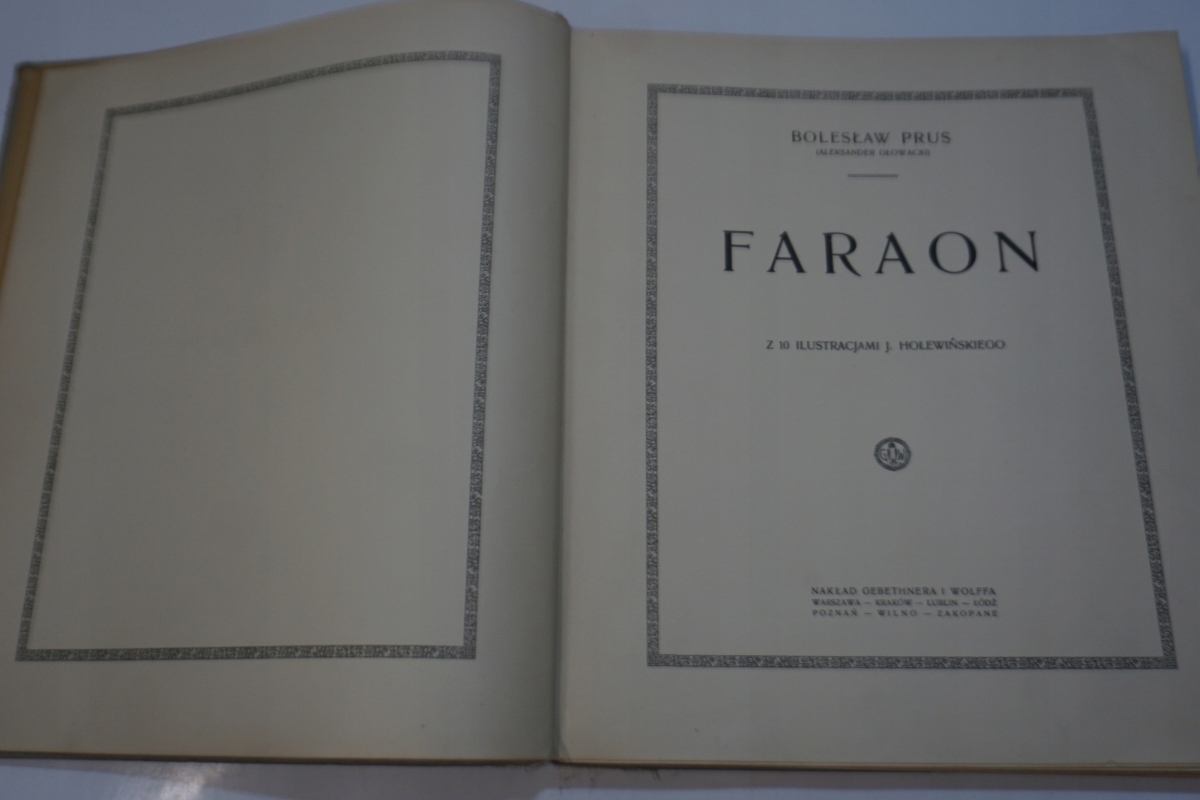 BOLESŁAW PRUS
(ALEKSANDER GŁOWACKI)
FARAON
Z 10 ILUSTRACJAMI J. HOLEWIŃSKIEGO
NAKŁAD GEBETHNERA I WOLFFA
WARSZAWA — KRAKÓW — LUBLIN — ŁÓDŹ
POZNAŃ — WILNO — ZAKOPANE